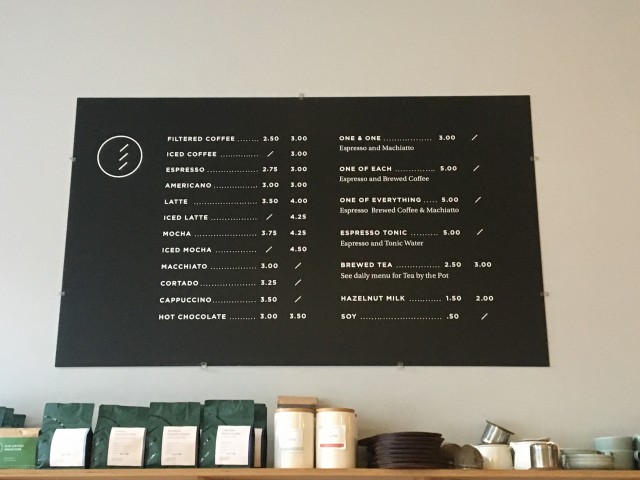 FILTERED COFFEE ........ 2.50 3.00
ICED COFFEE .............. / 3.00
ESPRESSO ................. 2.75 3.00
AMERICANO ............ 3.00 3.00
LATTE ................. 3.50 4.00
ICED LATTE .............. / 4.25
MOCHA ................. 3.75 4.25
ICED MOCHA .............. / 4.50
MACCHIATO ............ 3.00 /
CORTADO ............... 3.25 /
CAPPUCCINO ............ 3.50 /
HOT CHOCOLATE ......... 3.00 3.50
ONE & ONE .................. 3.00 /
Espresso and Machiatto
ONE OF EACH ............... 5.00 /
Espresso and Brewed Coffee
ONE OF EVERYTHING ..... 5.00 /
Espresso Brewed Coffee & Machiatto
ESPRESSO TONIC .......... 5.00 /
Espresso and Tonic Water
BREWED TEA ................ 2.50 3.00
See daily menu for Tea by the Pot
HAZELNUT MILK ............ 1.50 2.00
SOY ............................. .50 /